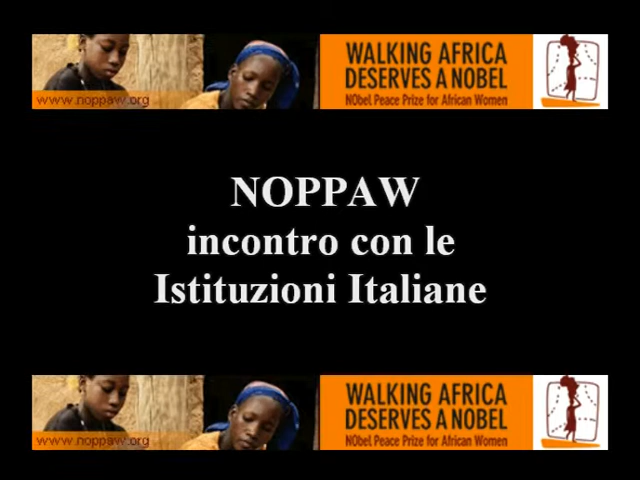 www.noppaw.org
WALKING AFRICA
DESERVES A NOBEL
NObel Peace Prize for African Women
NOPPAW
incontro con le
Istituzioni Italiane
www.noppaw.org
WALKING AFRICA
DESERVES A NOBEL
NObel Peace Prize for African Women